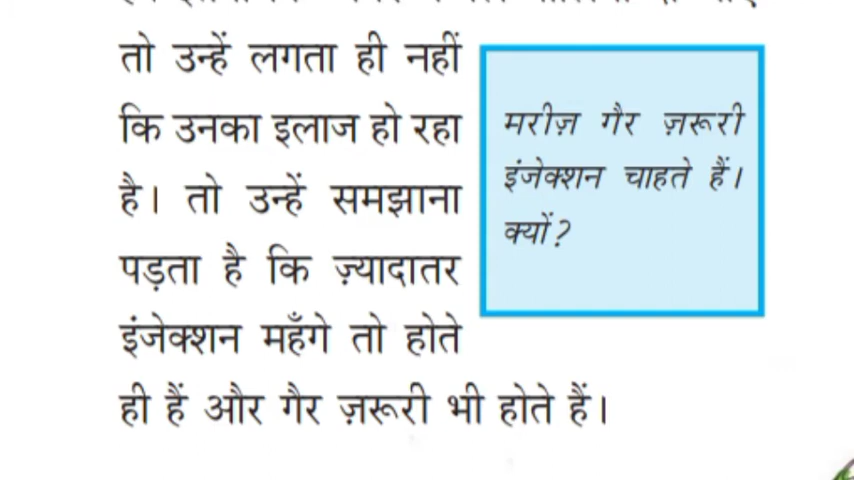 तो उन्हें लगता ही नहीं
कि उनका इलाज हो रहा
है। तो उन्हें समझाना
पड़ता है कि ज़्यादातर
इंजेक्शन महँगे तो होते
ही हैं और गैर ज़रूरी भी होते हैं।
मरीज़ गैर ज़रूरी
इंजेक्शन चाहते हैं।
क्यों?